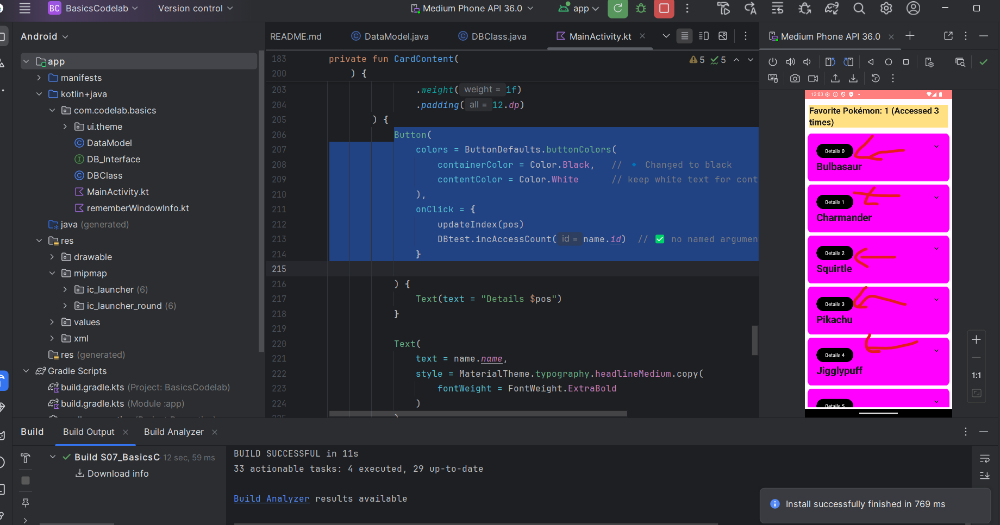 BC BasicsCodelab Version control Medium Phone API 36.0 app
Android
README.md DataModel.java DBClass.java MainActivity.kt Medium Phone API 36.0
app
manifests
kotlin+java
com.codelab.basics
ui.theme
DataModel
DB_Interface
DBClass
MainActivity.kt
rememberWindowInfo.kt
java (generated)
res
drawable
mipmap
ic_launcher (6)
ic_launcher_round (6)
values
xml
res (generated)
Gradle Scripts
build.gradle.kts (Project: BasicsCodelab)
build.gradle.kts (Module :app)
5 5
183 private fun CardContent(
200 ) {
203 .weight( weight = 1f)
204 .padding( all = 12.dp)
205 ) {
206 Button(
207 colors = ButtonDefaults.buttonColors(
208 containerColor = Color.Black, // 🔹 Changed to black
209 contentColor = Color.White // keep white text for cont
210 ),
211 onClick = {
212 updateIndex(pos)
213 DBtest.incAccessCount( id = name.id) // ✅ no named argumen
214 }
215
216 ) {
217 Text(text = "Details $pos")
218 }
219
220 Text(
221 text = name.name,
222 style = MaterialTheme.typography.headlineMedium.copy(
223 fontWeight = FontWeight.ExtraBold
224 )
12:03
Favorite Pokémon: 1 (Accessed 3
times)
Details 0
Bulbasaur
Details 1
Charmander
Details 2
Squirtle
Details 3
Pikachu
Details 4
Jigglypuff
Details 5
1:1
Build Build Output Build Analyzer
Build S07_BasicsC 12 sec, 59 ms
Download info
BUILD SUCCESSFUL in 11s
33 actionable tasks: 4 executed, 29 up-to-date
Build Analyzer results available
Install successfully finished in 769 ms